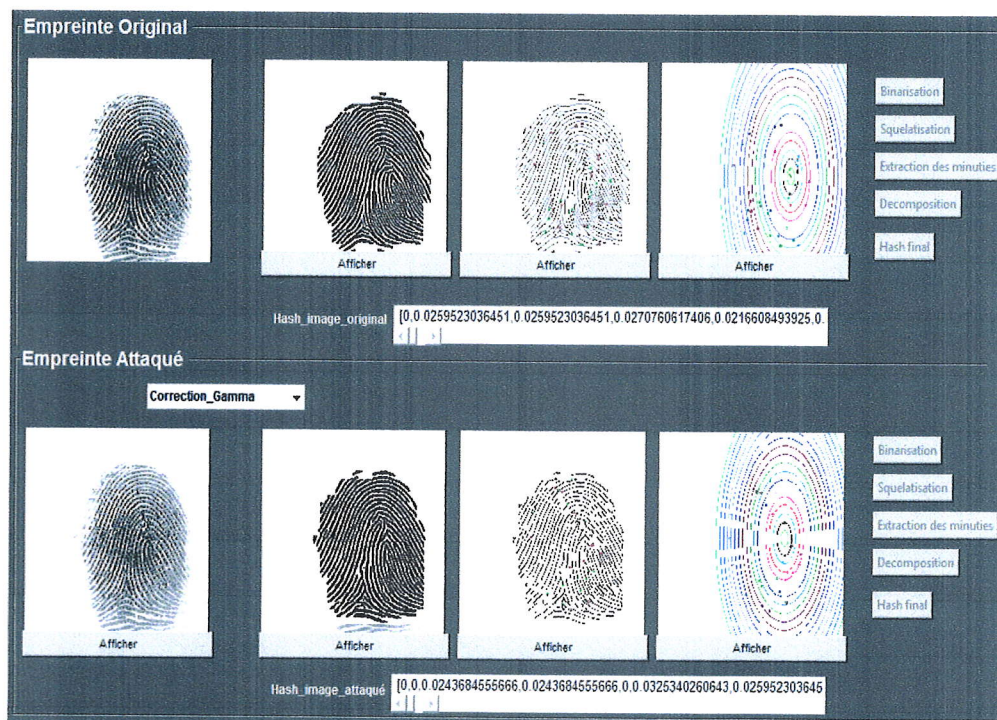 Empreinte Original
Binarisation
Squelatisation
Extraction des minuties
Decomposition
Hash final
Afficher
Afficher
Afficher
Hash_image_original
[0,0.0259523036451,0.0259523036451,0.0270760617406,0.0216608493925,0.
Empreinte Attaqué
Correction_Gamma
Binarisation
Squelatisation
Extraction des minuties
Decomposition
Hash final
Afficher
Afficher
Afficher
Afficher
Hash_image_attaqué
[0,0,0.0243684555666,0.0243684555666,0,0.0325340260643,0.025952303645